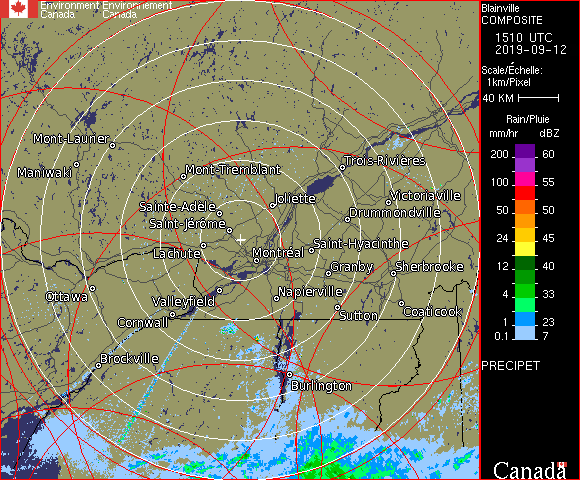 Environment Environnement
Canada Canada
Blainville
COMPOSITE
1510 UTC
2019-09-12
Scale/Échelle:
1km/Pixel
40 KM
Rain/Pluie
mm/hr dBZ
200 60
100 55
50 50
24 45
12 40
4 33
1 23
0.1 7
PRECIPET
Canada
Mont-Laurier
Maniwaki
Mont-Tremblant
Trois-Rivières
Sainte-Adèle
Joliette
Victoriaville
Drummondville
Saint-Jérôme
Lachute
Montréal
Saint-Hyacinthe
Granby
Sherbrooke
Ottawa
Valleyfield
Napierville
Cornwall
Sutton
Coaticook
Brockville
Burlington